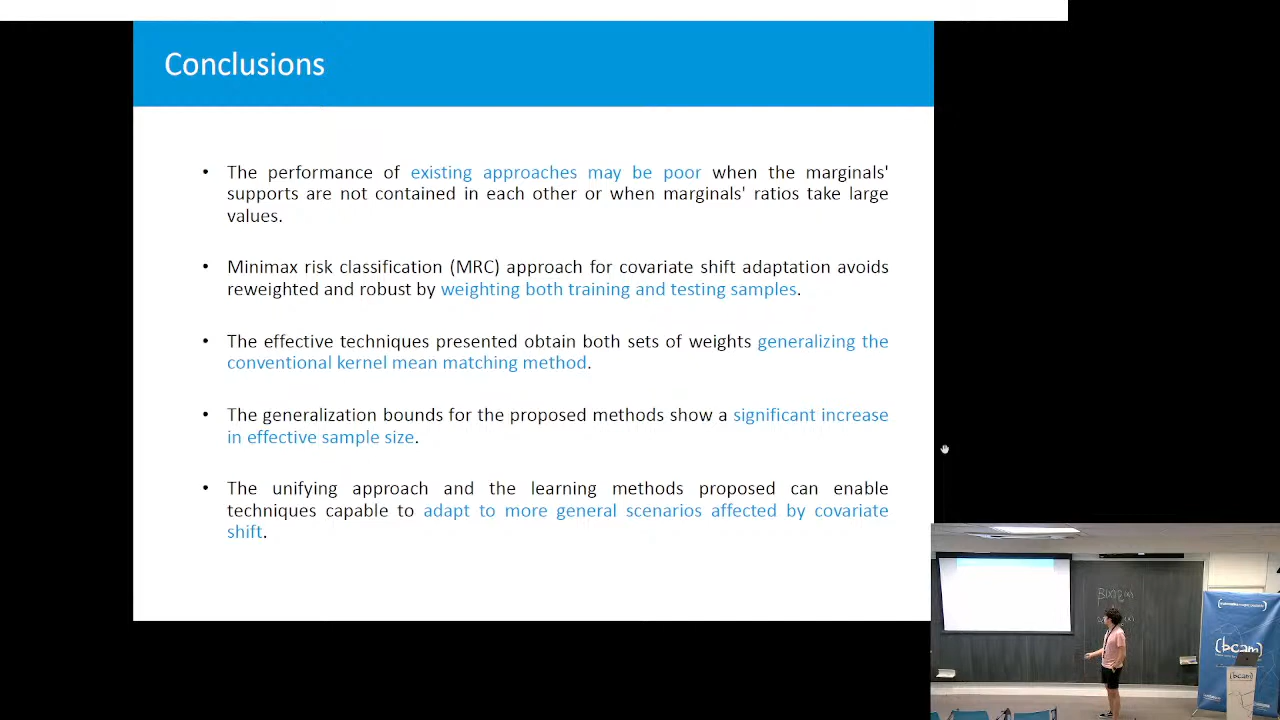 Conclusions
• The performance of existing approaches may be poor when the marginals'
supports are not contained in each other or when marginals' ratios take large
values.
• Minimax risk classification (MRC) approach for covariate shift adaptation avoids
reweighted and robust by weighting both training and testing samples.
• The effective techniques presented obtain both sets of weights generalizing the
conventional kernel mean matching method.
• The generalization bounds for the proposed methods show a significant increase
in effective sample size.
• The unifying approach and the learning methods proposed can enable
techniques capable to adapt to more general scenarios affected by covariate
shift.
(bcam)
(bcam)